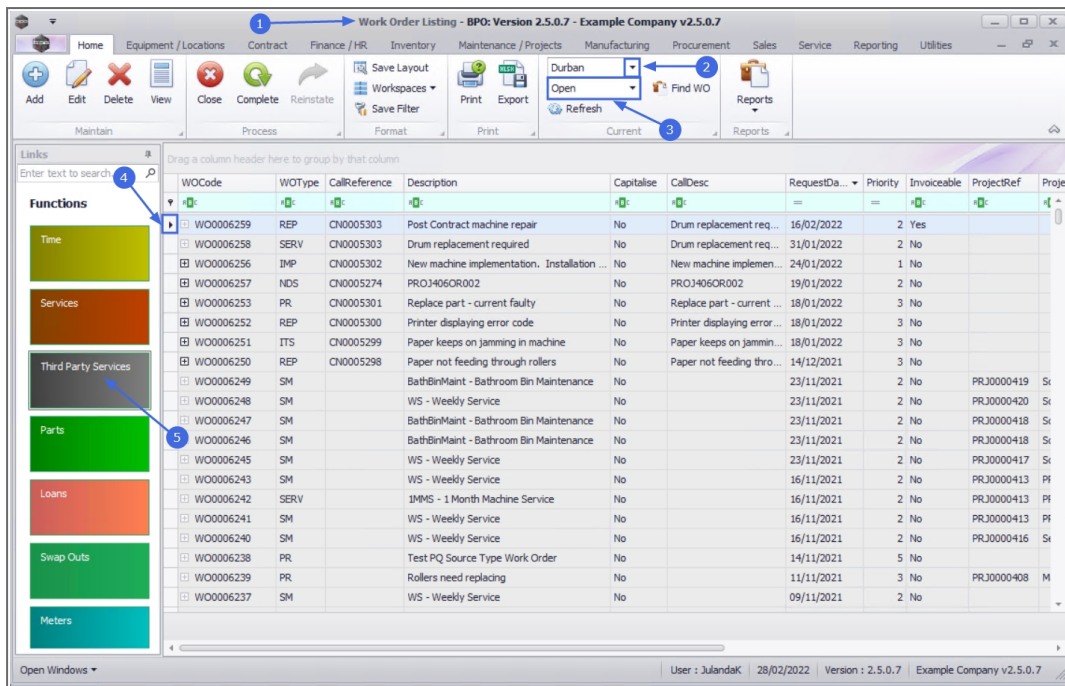 1
Work Order Listing - BPO: Version 2.5.0.7 - Example Company v2.5.0.7
Home Equipment / Locations Contract Finance / HR Inventory Maintenance / Projects Manufacturing Procurement Sales Service Reporting Utilities
Add Edit Delete View Close Complete Reinstate Save Layout Workspaces Save Filter Print Export Durban 2 Open Find WO Refresh Reports
Maintain Process Format Print Current 3 Reports
Links
Drag a column header here to group by that column
Enter text to search... 4
WOCode WOType CallReference Description Capitalise CallDesc RequestDa... Priority Invoiceable ProjectRef Proje
Functions
WO0006259 REP CN0005303 Post Contract machine repair No Drum replacement req... 16/02/2022 2 Yes
Time
WO0006258 SERV CN0005303 Drum replacement required No Drum replacement req... 31/01/2022 2 No
WO0006256 IMP CN0005302 New machine implementation. Installation ... No New machine implemen... 24/01/2022 1 No
WO0006257 NDS CN0005274 PROJ406OR002 No PROJ406OR002 19/01/2022 2 No
Services
WO0006253 PR CN0005301 Replace part - current faulty No Replace part - current ... 18/01/2022 3 No
WO0006252 REP CN0005300 Printer displaying error code No Printer displaying error... 18/01/2022 3 No
WO0006251 ITS CN0005299 Paper keeps on jamming in machine No Paper keeps on jammin... 18/01/2022 3 No
Third Party Services
WO0006250 REP CN0005298 Paper not feeding through rollers No Paper not feeding thro... 14/12/2021 3 No
WO0006249 SM BathBinMaint - Bathroom Bin Maintenance No 23/11/2021 2 No PRJ0000419 Sc
WO0006248 SM WS - Weekly Service No 23/11/2021 2 No PRJ0000420 Sc
WO0006247 SM BathBinMaint - Bathroom Bin Maintenance No 23/11/2021 2 No PRJ0000418 Sc
Parts
5
WO0006246 SM BathBinMaint - Bathroom Bin Maintenance No 23/11/2021 2 No PRJ0000418 Sc
WO0006245 SM WS - Weekly Service No 23/11/2021 2 No PRJ0000417 Sc
WO0006243 SM WS - Weekly Service No 16/11/2021 2 No PRJ0000413 PF
Loans
WO0006242 SERV 1MMS - 1 Month Machine Service No 16/11/2021 2 No PRJ0000413 PF
WO0006241 SM WS - Weekly Service No 16/11/2021 2 No PRJ0000413 PF
WO0006240 SM WS - Weekly Service No 16/11/2021 2 No PRJ0000416 Se
Swap Outs
WO0006238 PR Test PQ Source Type Work Order No 14/11/2021 5 No
WO0006239 PR Rollers need replacing No 11/11/2021 3 No PRJ0000408 M
WO0006237 SM WS - Weekly Service No 09/11/2021 2 No
Meters
Open Windows User : JulandaK 28/02/2022 Version : 2.5.0.7 Example Company v2.5.0.7